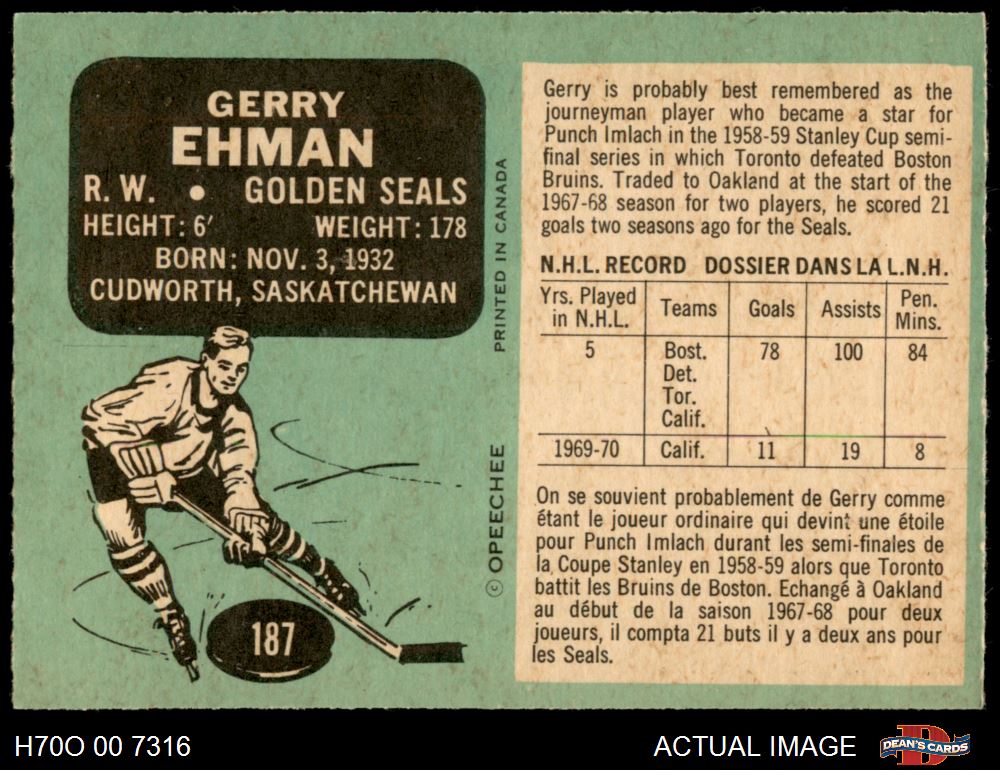 GERRY
EHMAN
R. W. • GOLDEN SEALS
HEIGHT: 6′ WEIGHT: 178
BORN: NOV. 3, 1932
CUDWORTH, SASKATCHEWAN
187
PRINTED IN CANADA
© OPEECHEE
Gerry is probably best remembered as the
journeyman player who became a star for
Punch Imlach in the 1958-59 Stanley Cup semi-
final series in which Toronto defeated Boston
Bruins. Traded to Oakland at the start of the
1967-68 season for two players, he scored 21
goals two seasons ago for the Seals.
N.H.L. RECORD DOSSIER DANS LA L.N.H.
Yrs. Played in N.H.L. Teams Goals Assists Pen. Mins.
5 Bost. 78 100 84
Det.
Tor.
Calif.
1969-70 Calif. 11 19 8
On se souvient probablement de Gerry comme
étant le joueur ordinaire qui devint une étoile
pour Punch Imlach durant les semi-finales de
la Coupe Stanley en 1958-59 alors que Toronto
battit les Bruins de Boston. Echangé à Oakland
au début de la saison 1967-68 pour deux
joueurs, il compta 21 buts il y a deux ans pour
les Seals.
H70O 00 7316
ACTUAL IMAGE
D
DEAN'S CARDS